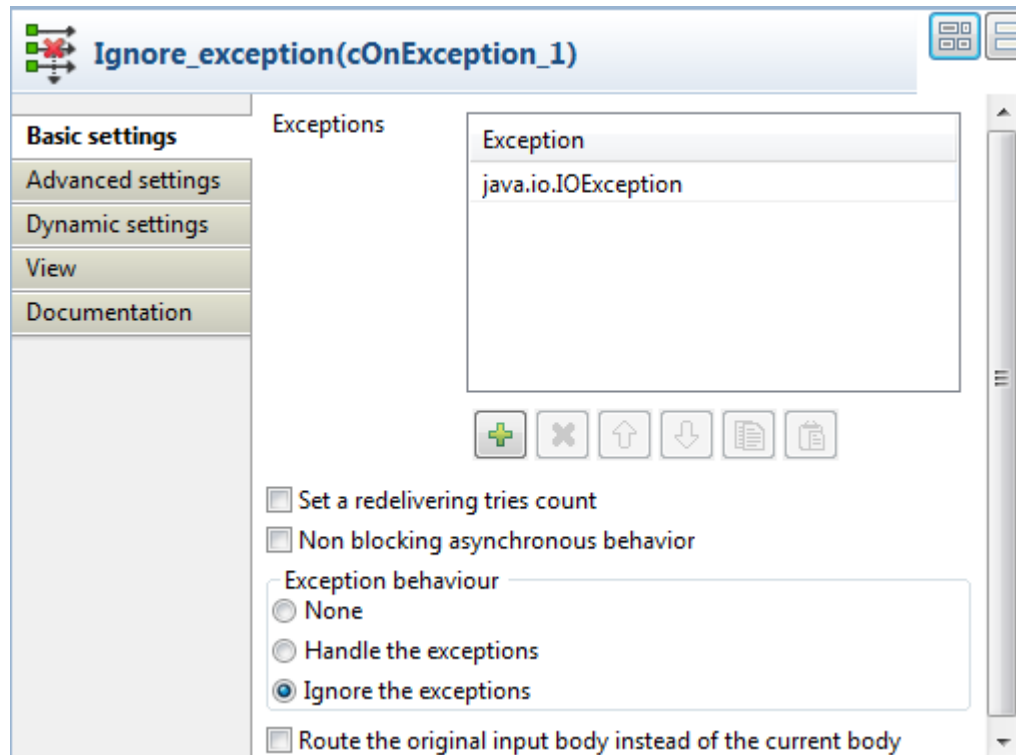 Ignore_exception(cOnException_1)
Basic settings
Advanced settings
Dynamic settings
View
Documentation
Exceptions
Exception
java.io.IOException
Set a redelivering tries count
Non blocking asynchronous behavior
Exception behaviour
None
Handle the exceptions
Ignore the exceptions
Route the original input body instead of the current body